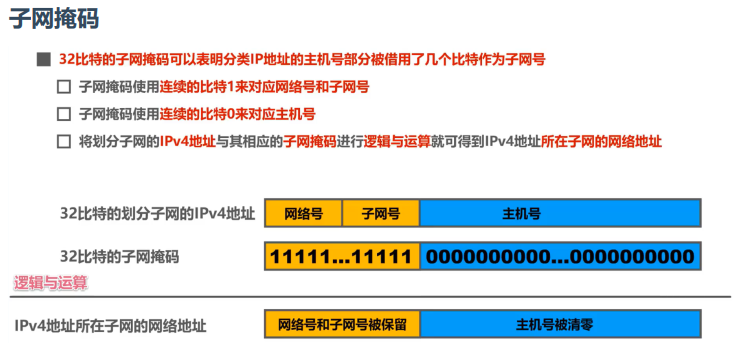 子网掩码
32比特的子网掩码可以表明分类IP地址的主机号部分被借用了几个比特作为子网号
子网掩码使用连续的比特1来对应网络号和子网号
子网掩码使用连续的比特0来对应主机号
将划分子网的IPv4地址与其相应的子网掩码进行逻辑与运算就可得到IPv4地址所在子网的网络地址
32比特的划分子网的IPv4地址 网络号 子网号 主机号
32比特的子网掩码 11111...11111 0000000000...0000000000
逻辑与运算
IPv4地址所在子网的网络地址 网络号和子网号被保留 主机号被清零